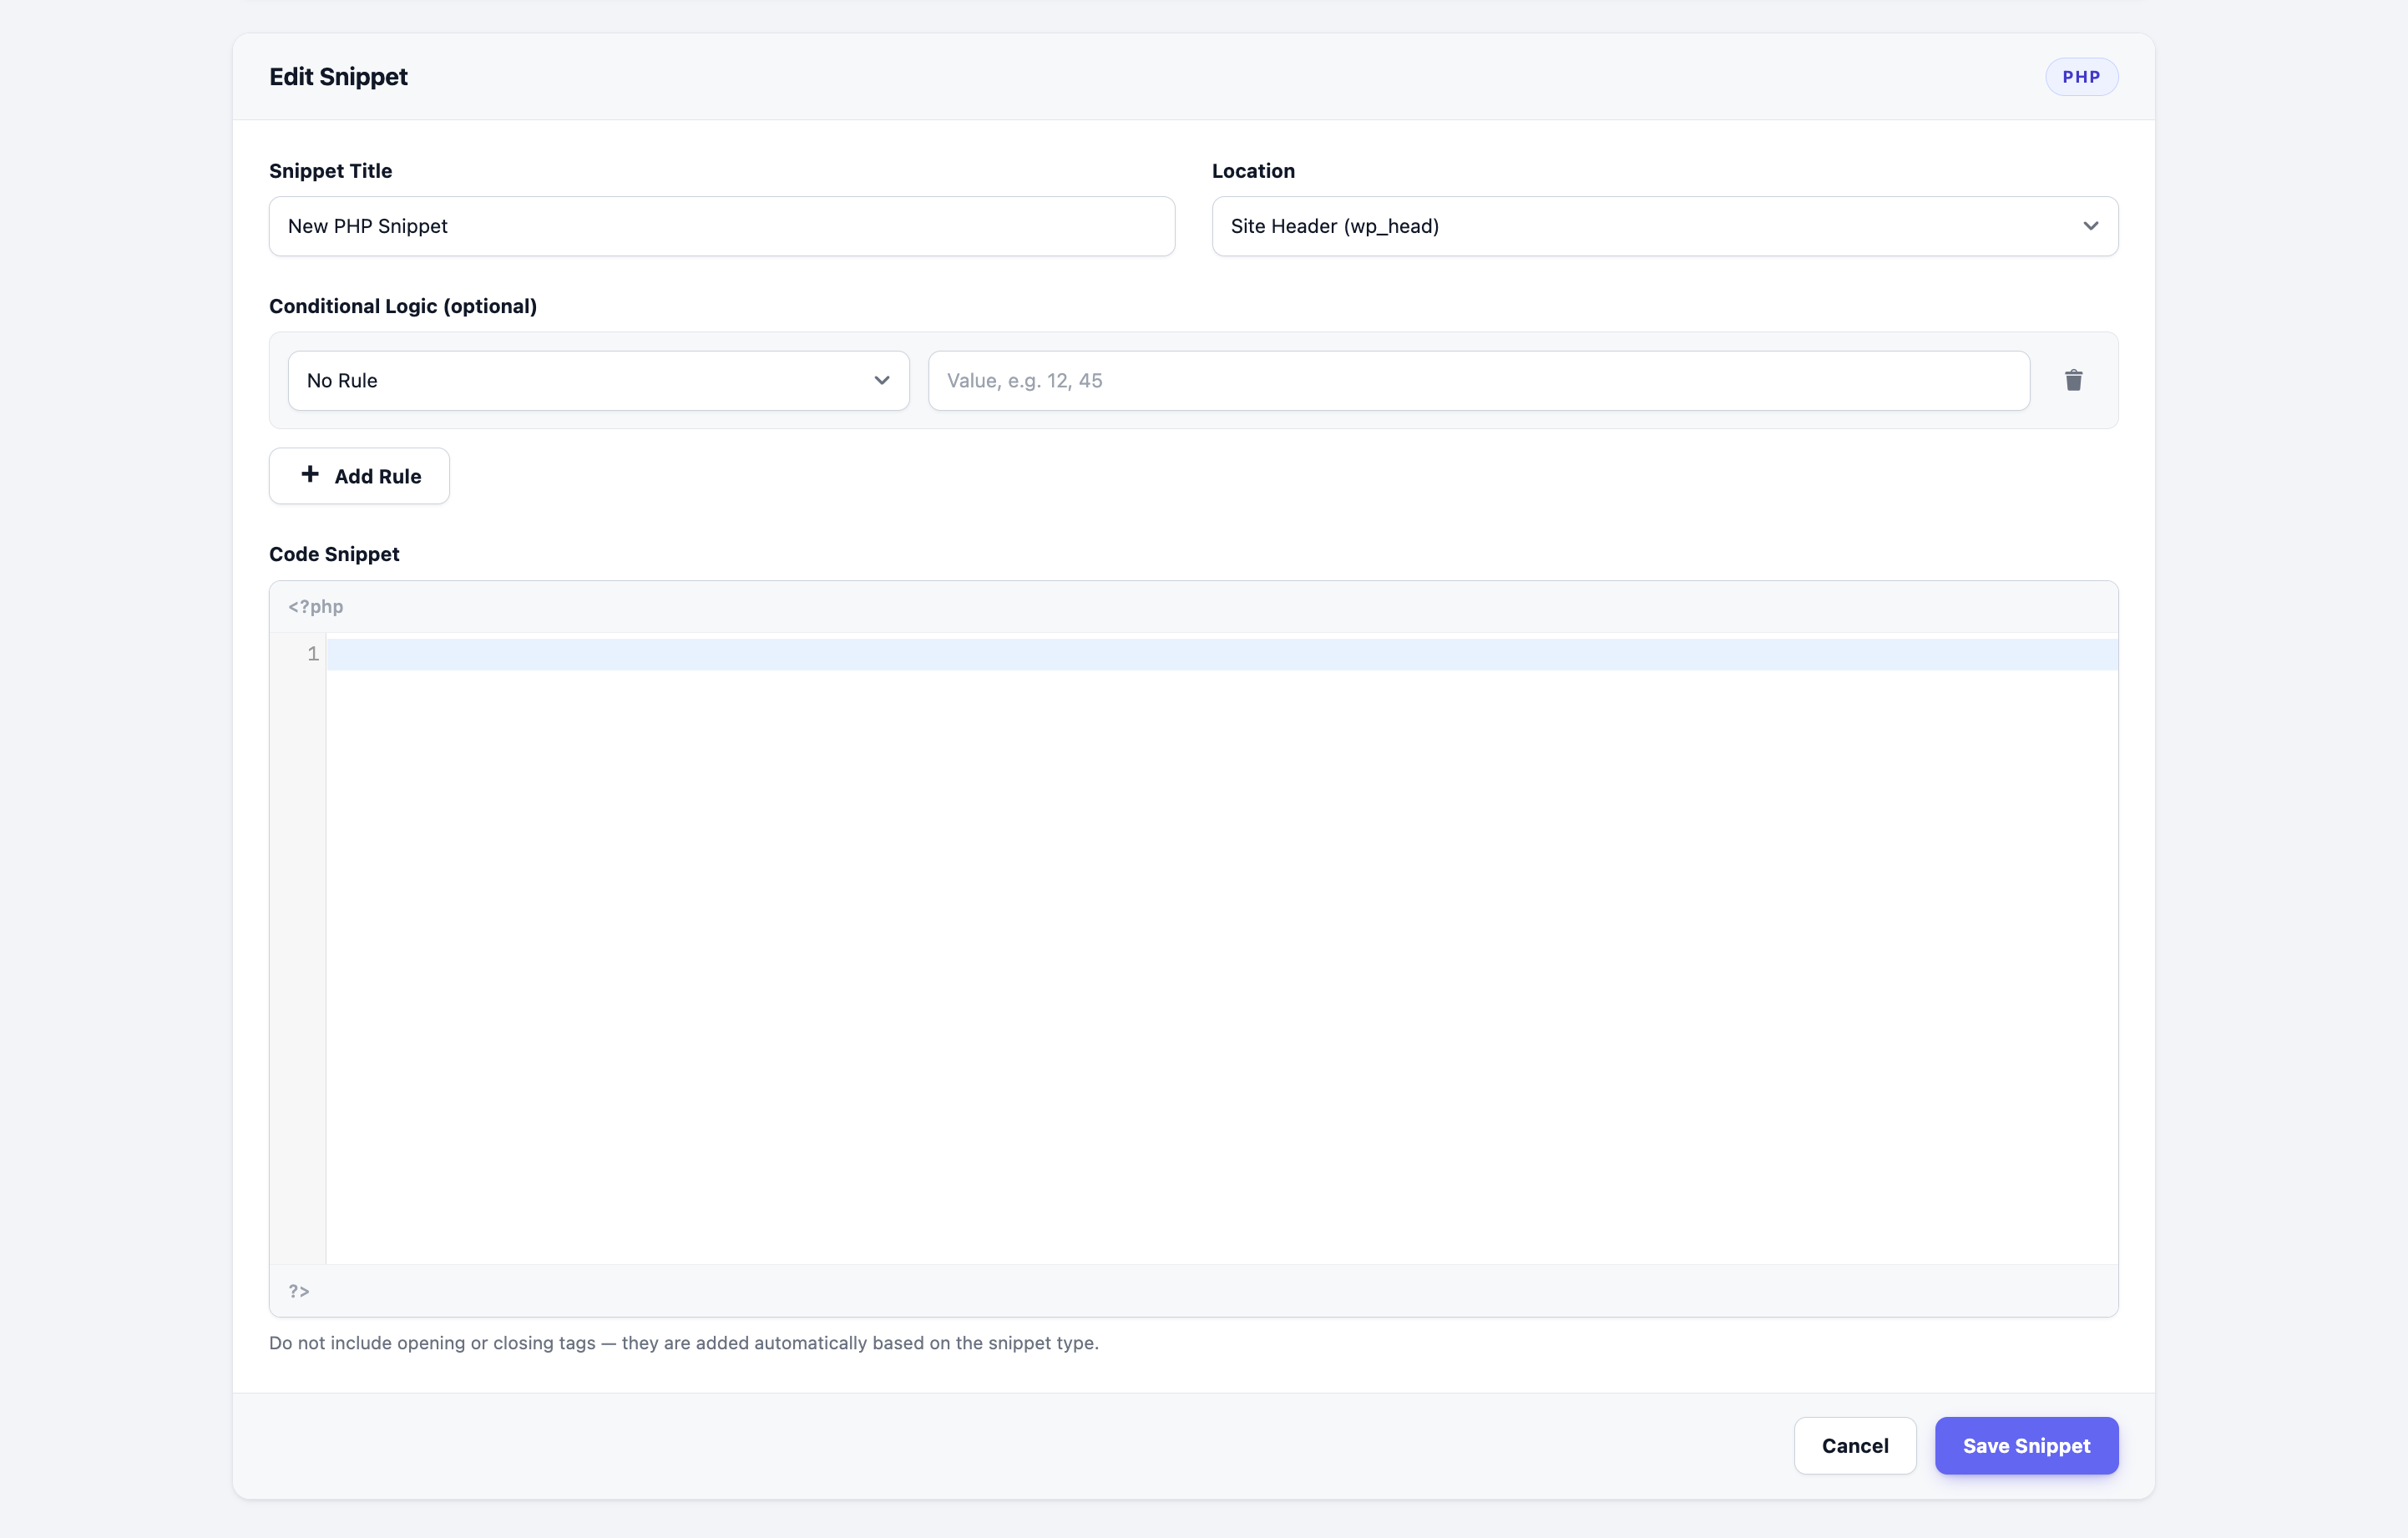 Edit Snippet
PHP
Snippet Title
Location
New PHP Snippet
Site Header (wp_head)
Conditional Logic (optional)
No Rule
Value, e.g. 12, 45
+ Add Rule
Code Snippet
<?php
1
?>
Do not include opening or closing tags — they are added automatically based on the snippet type.
Cancel
Save Snippet